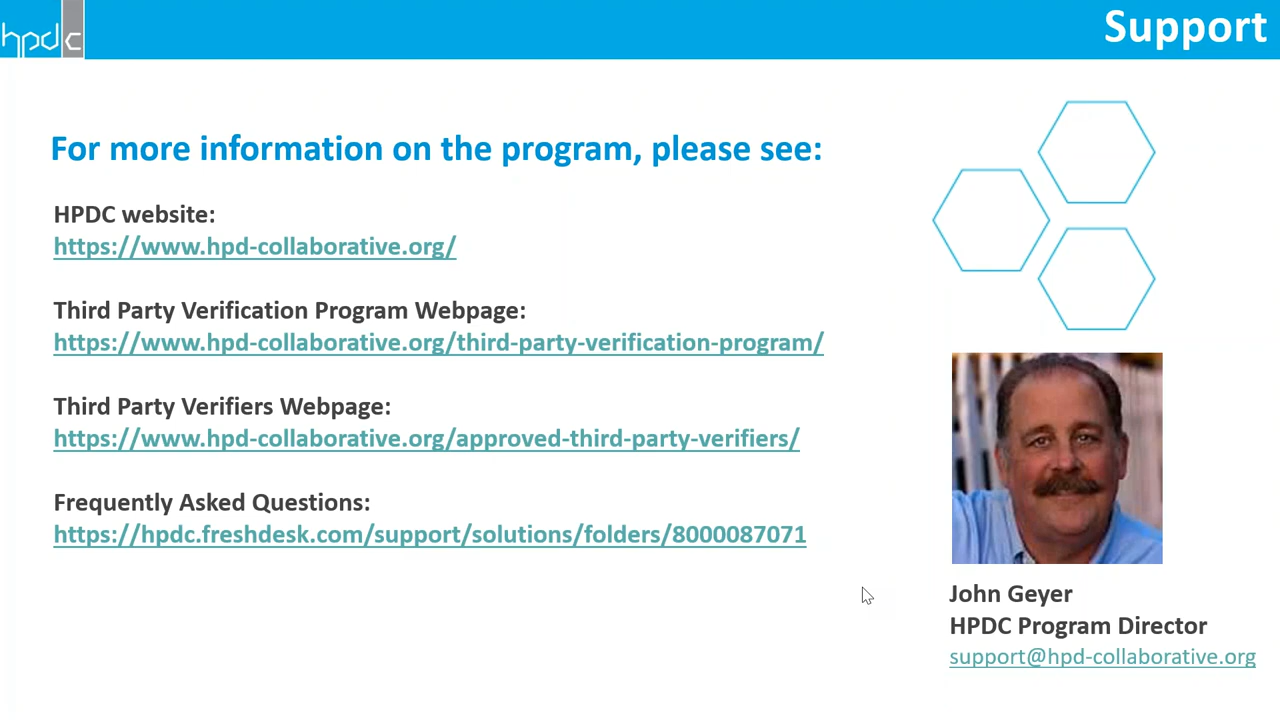 hpdc
Support
For more information on the program, please see:
HPDC website:
https://www.hpd-collaborative.org/
Third Party Verification Program Webpage:
https://www.hpd-collaborative.org/third-party-verification-program/
Third Party Verifiers Webpage:
https://www.hpd-collaborative.org/approved-third-party-verifiers/
Frequently Asked Questions:
https://hpdc.freshdesk.com/support/solutions/folders/8000087071
John Geyer
HPDC Program Director
support@hpd-collaborative.org